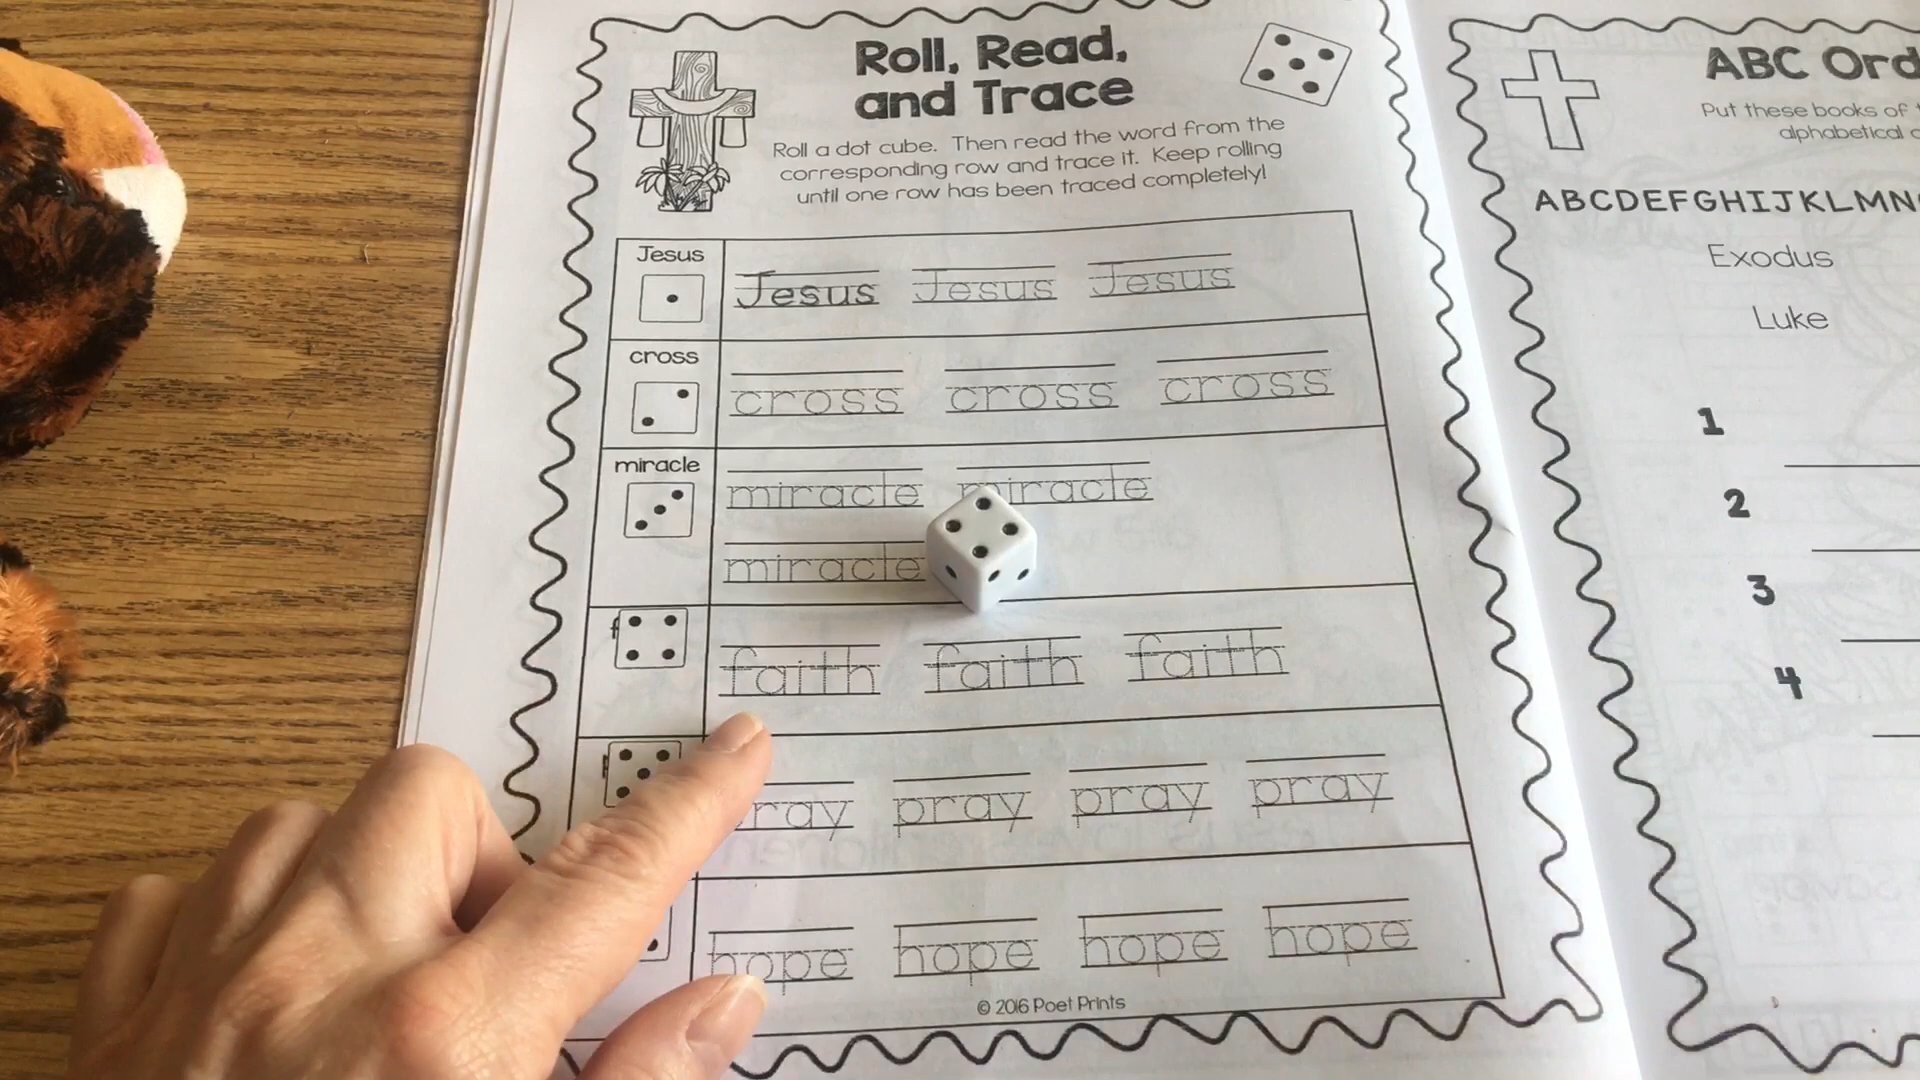 Roll, Read,
and Trace
Roll a dot cube. Then read the word from the
corresponding row and trace it. Keep rolling
until one row has been traced completely!
Jesus
Jesus Jesus Jesus
cross
cross cross cross
miracle
miracle miracle
miracle
f
faith faith faith
pray pray pray
hope hope hope hope
© 2016 Poet Prints
ABC Ord
Put these books of
alphabetical
ABCDEFGHIJKLMN
Exodus
Luke
1
2
3
4